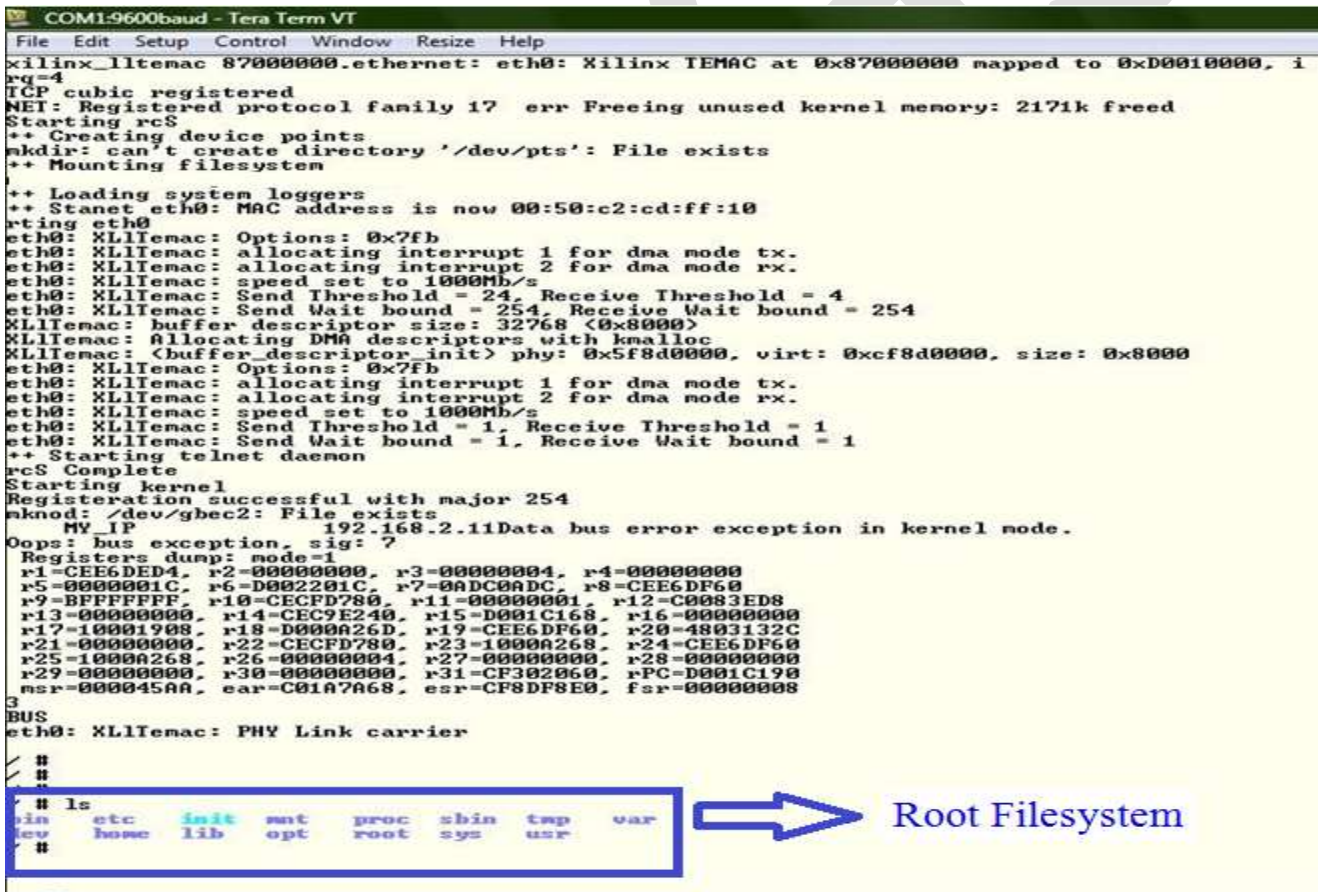 COM1:9600baud - Tera Term VT
File Edit Setup Control Window Resize Help
xilinx_lltemac 87000000.ethernet: eth0: Xilinx TEMAC at 0x87000000 mapped to 0xD0010000, i
rq=4
TCP cubic registered
NET: Registered protocol family 17 err Freeing unused kernel memory: 2171k freed
Starting rcS
++ Creating device points
mkdir: can't create directory '/dev/pts': File exists
++ Mounting filesystem
++ Loading system loggers
++ Stanet eth0: MAC address is now 00:50:c2:cd:ff:10
rting eth0
eth0: XLlTemac: Options: 0x7fb
eth0: XLlTemac: allocating interrupt 1 for dma mode tx.
eth0: XLlTemac: allocating interrupt 2 for dma mode rx.
eth0: XLlTemac: speed set to 1000Mb/s
eth0: XLlTemac: Send Threshold = 24, Receive Threshold = 4
eth0: XLlTemac: Send Wait bound = 254, Receive Wait bound = 254
XLlTemac: buffer descriptor size: 32768 (0x8000)
XLlTemac: Allocating DMA descriptors with kmalloc
XLlTemac: (buffer_descriptor_init) phy: 0x5f8d0000, virt: 0xcf8d0000, size: 0x8000
eth0: XLlTemac: Options: 0x7fb
eth0: XLlTemac: allocating interrupt 1 for dma mode tx.
eth0: XLlTemac: allocating interrupt 2 for dma mode rx.
eth0: XLlTemac: speed set to 1000Mb/s
eth0: XLlTemac: Send Threshold = 1, Receive Threshold = 1
eth0: XLlTemac: Send Wait bound = 1, Receive Wait bound = 1
++ Starting telnet daemon
rcS Complete
Starting kernel
Registeration successful with major 254
mknod: /dev/gbec2: File exists
MY_IP 192.168.2.11Data bus error exception in kernel mode.
Oops: bus exception, sig: 7
Registers dump: mode=1
r1=CEE6DED4, r2=00000000, r3=00000004, r4=00000000
r5=0000001C, r6=D002201C, r7=0ADC0ADC, r8=CEE6DF60
r9=BFFFFFFF, r10=CECFD780, r11=00000001, r12=C0083ED8
r13=00000000, r14=CEC9E240, r15=D001C168, r16=00000000
r17=10001908, r18=D000A26D, r19=CEE6DF60, r20=4803132C
r21=00000000, r22=CECFD780, r23=1000A268, r24=CEE6DF60
r25=1000A268, r26=00000004, r27=00000000, r28=00000000
r29=00000000, r30=00000000, r31=CF302060, rPC=D001C190
msr=000045AA, ear=C01A7A68, esr=CF8DF8E0, fsr=00000008
3
BUS
eth0: XLlTemac: PHY Link carrier
/ #
/ #
/ #
/ # ls
bin etc init mnt proc sbin tmp var
dev home lib opt root sys usr
/ #
Root Filesystem